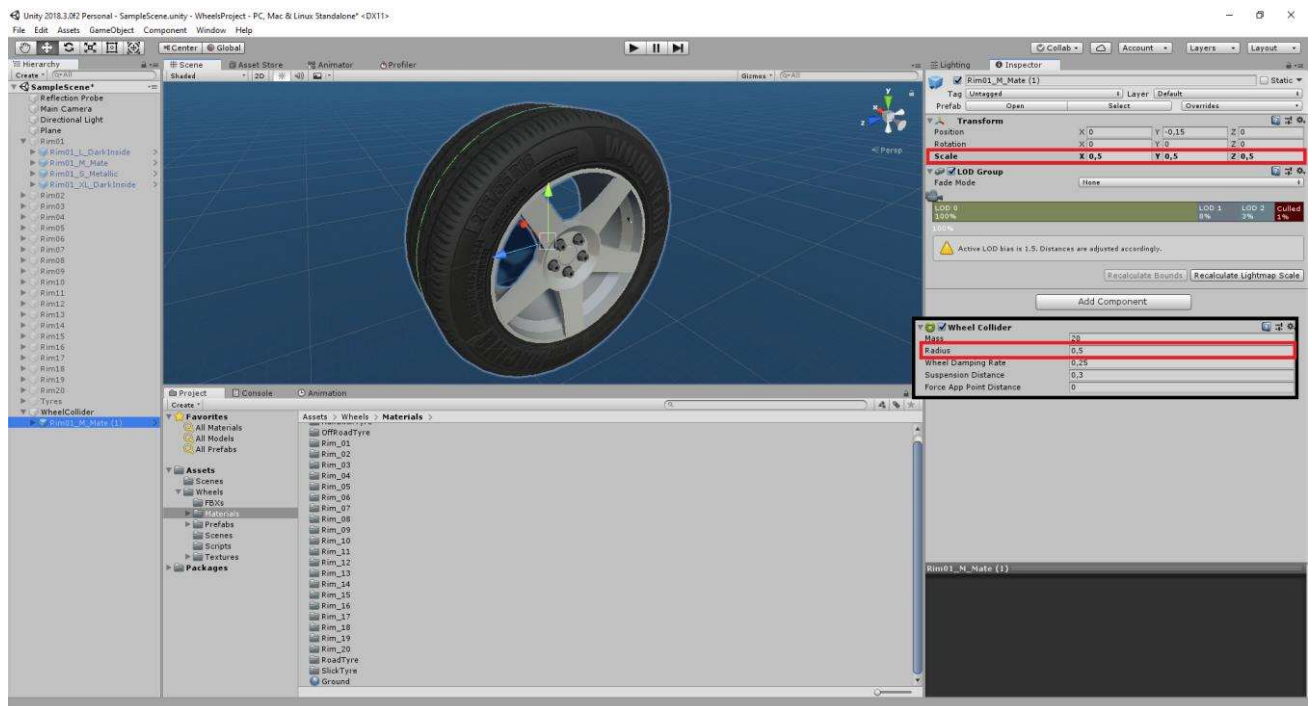 Unity 2018.3.0f2 Personal - SampleScene.unity - WheelsProject - PC, Mac & Linux Standalone* <DX11>
File Edit Assets GameObject Component Window Help
Center Global
Collab Account Layers Layout
Hierarchy
Create All
SampleScene*
Reflection Probe
Main Camera
Directional Light
Plane
Rim01
Rim01_L_DarkInside
Rim01_M_Mate
Rim01_S_Metallic
Rim01_XL_DarkInside
Rim02
Rim03
Rim04
Rim05
Rim06
Rim07
Rim08
Rim09
Rim10
Rim11
Rim12
Rim13
Rim14
Rim15
Rim16
Rim17
Rim18
Rim19
Rim20
Tyres
WheelCollider
Rim01_M_Mate (1)
Scene Asset Store Animator Profiler
Shaded 2D Gizmos All
y
x
z
Persp
Project Console Animation
Create
Favorites
All Materials
All Models
All Prefabs
Assets
Scenes
Wheels
FBXs
Materials
Prefabs
Scenes
Scripts
Textures
Packages
Assets > Wheels > Materials >
OffRoadTyre
Rim_01
Rim_02
Rim_03
Rim_04
Rim_05
Rim_06
Rim_07
Rim_08
Rim_09
Rim_10
Rim_11
Rim_12
Rim_13
Rim_14
Rim_15
Rim_16
Rim_17
Rim_18
Rim_19
Rim_20
RoadTyre
SlickTyre
Ground
Lighting Inspector
Rim01_M_Mate (1) Static
Tag Untagged Layer Default
Prefab Open Select Overrides
Transform
Position X 0 Y -0,15 Z 0
Rotation X 0 Y 0 Z 0
Scale X 0,5 Y 0,5 Z 0,5
LOD Group
Fade Mode None
LOD 0 LOD 1 LOD 2 Culled
100% 8% 3% 1%
100%
Active LOD bias is 1.5. Distances are adjusted accordingly.
Recalculate Bounds Recalculate Lightmap Scale
Add Component
Wheel Collider
Mass 20
Radius 0,5
Wheel Damping Rate 0,25
Suspension Distance 0,3
Force App Point Distance 0
Rim01_M_Mate (1)